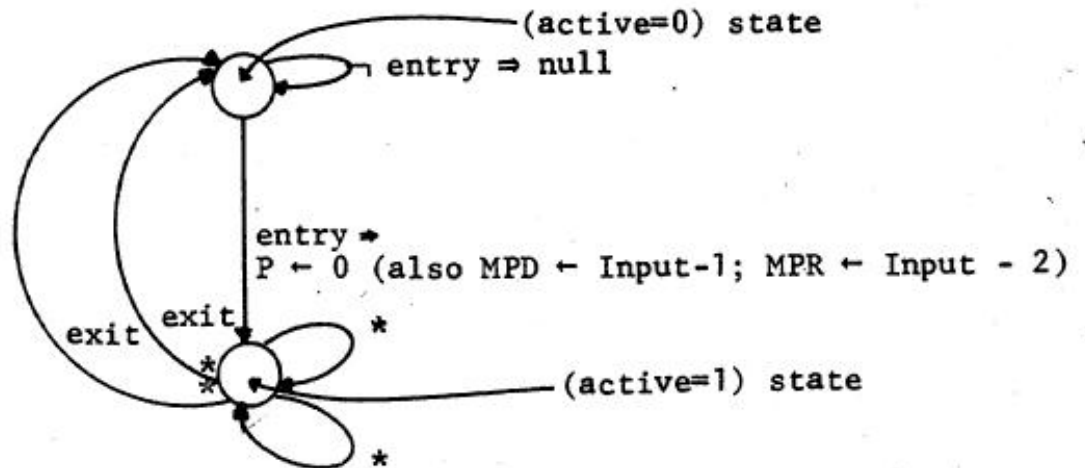 (active=0) state
¬ entry ⇒ null
entry ⇒
P ← 0 (also MPD ← Input-1; MPR ← Input - 2)
exit
exit
*
*
*
(active=1) state
*